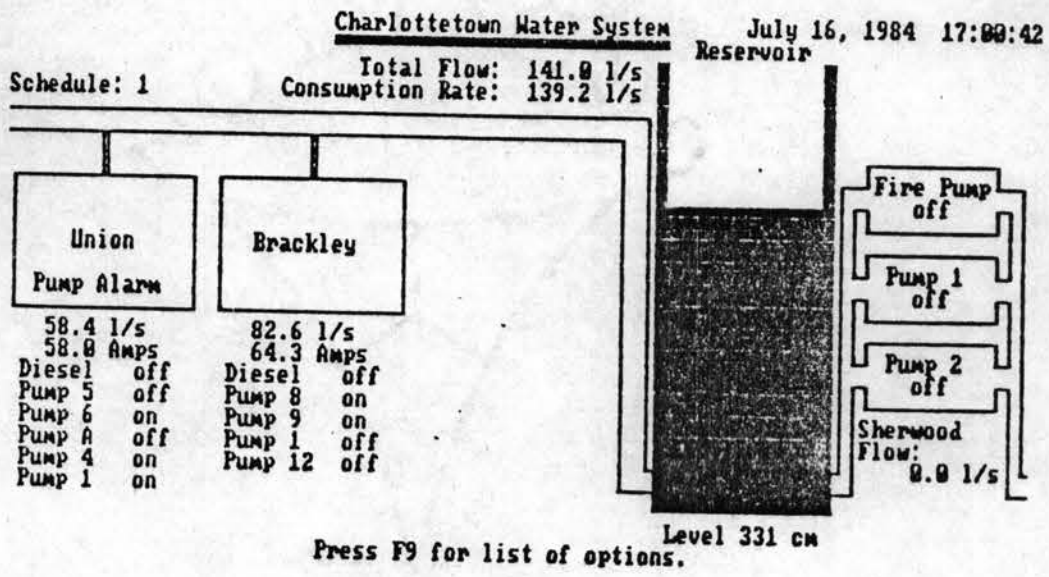 Charlottetown Water System
July 16, 1984 17:00:42
Reservoir
Schedule: 1
Total Flow: 141.0 l/s
Consumption Rate: 139.2 l/s
Union
Pump Alarm
58.4 l/s
58.0 Amps
Diesel off
Pump 5 off
Pump 6 on
Pump A off
Pump 4 on
Pump 1 on
Brackley
82.6 l/s
64.3 Amps
Diesel off
Pump 8 on
Pump 9 on
Pump 1 off
Pump 12 off
Fire Pump
off
Pump 1
off
Pump 2
off
Sherwood
Flow:
0.0 l/s
Level 331 cm
Press F9 for list of options.